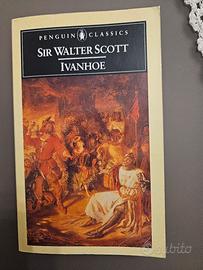 PENGUIN CLASSICS
SIR WALTER SCOTT
IVANHOE
subito